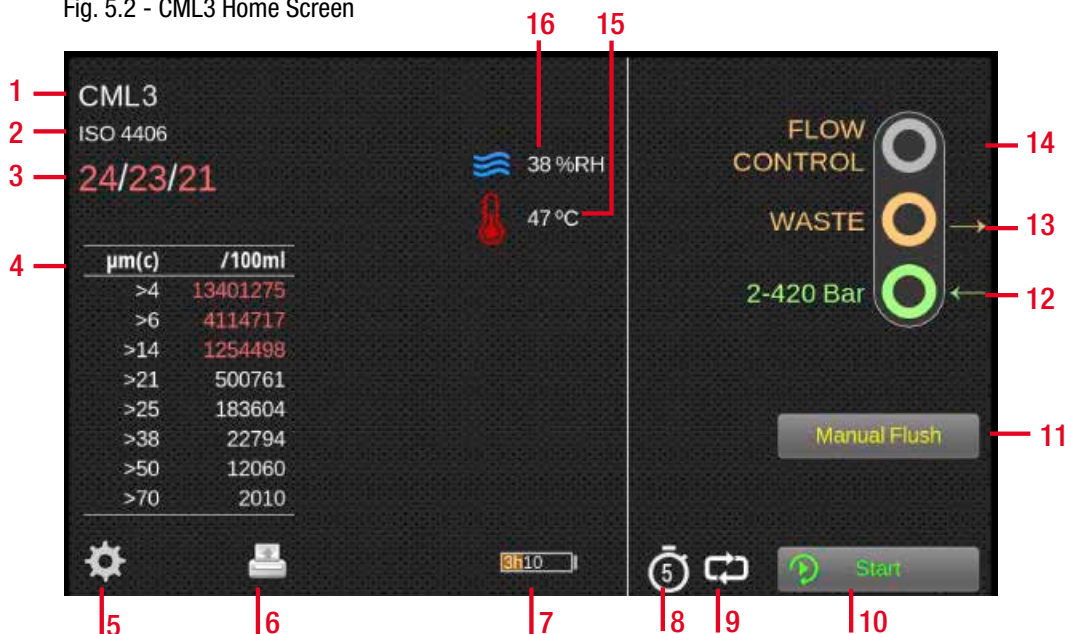 Fig. 5.2 - CML3 Home Screen
16 15
1 CML3
2 ISO 4406
3 24/23/21
38 %RH
47 ºC
FLOW CONTROL 14
WASTE → 13
2-420 Bar ← 12
4 µm(c) /100ml
>4 13401275
>6 4114717
>14 1254498
>21 500761
>25 183604
>38 22794
>50 12060
>70 2010
Manual Flush 11
3h10
5
Start
5 6 7 8 9 10